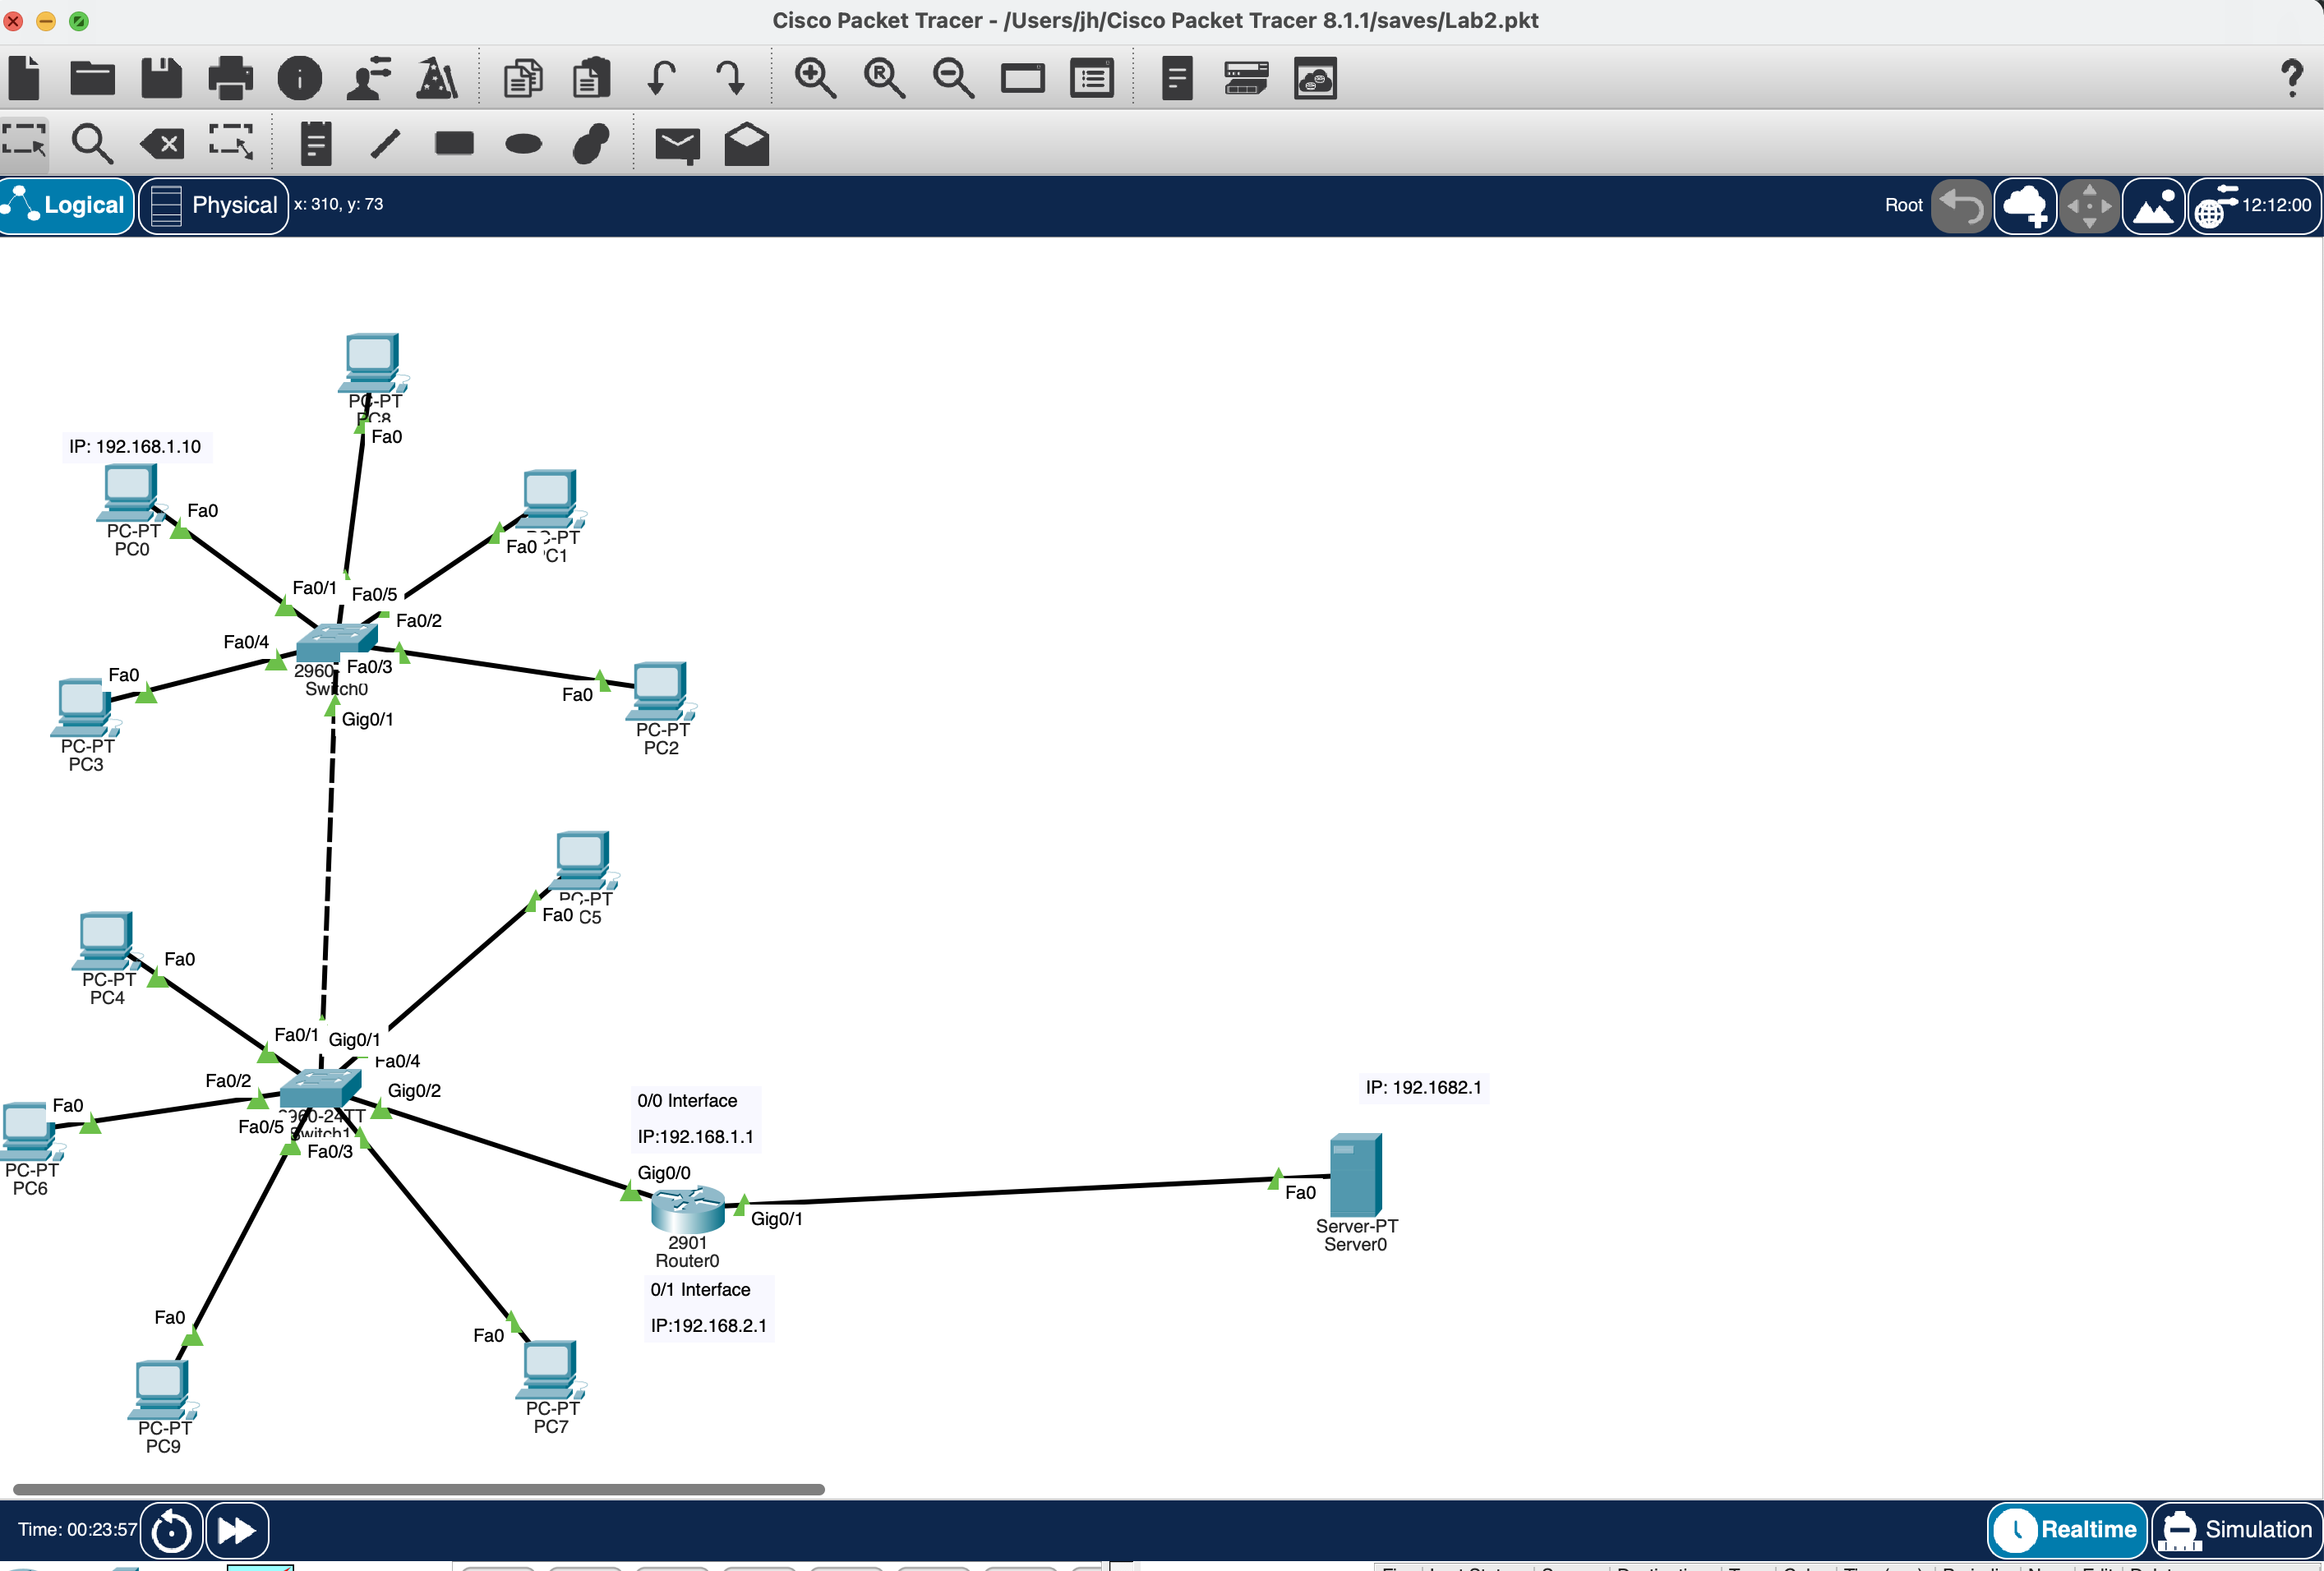 Cisco Packet Tracer - /Users/jh/Cisco Packet Tracer 8.1.1/saves/Lab2.pkt
Logical
Physical
x: 310, y: 73
Root
12:12:00
PC-PT
PC8
Fa0
IP: 192.168.1.10
Fa0
PC-PT
PC0
Fa0
C-PT
C1
Fa0/1
Fa0/5
Fa0/2
Fa0/4
Fa0/3
2960
Switch0
Fa0
PC-PT
PC3
Gig0/1
Fa0
PC-PT
PC2
PC-PT
Fa0
C5
Fa0
PC-PT
PC4
Fa0/1
Gig0/1
Fa0/4
Fa0/2
Gig0/2
Fa0
PC-PT
PC6
2960-24TT
Switch1
Fa0/5
Fa0/3
0/0 Interface
IP:192.168.1.1
Gig0/0
Gig0/1
2901
Router0
0/1 Interface
IP:192.168.2.1
IP: 192.1682.1
Fa0
Server-PT
Server0
Fa0
PC-PT
PC9
Fa0
PC-PT
PC7
Time: 00:23:57
Realtime
Simulation